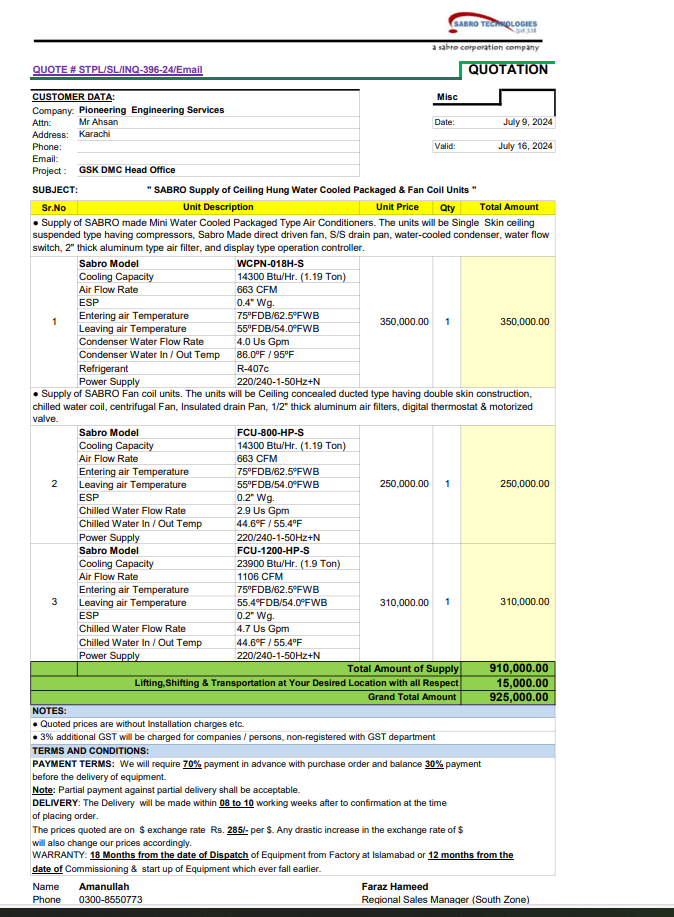 SABRO TECHNOLOGIES
(pvt) Ltd
a sabro corporation company
QUOTE # STPL/SL/INQ-396-24/Email
QUOTATION
CUSTOMER DATA:
Misc
Company: Pioneering Engineering Services
Attn: Mr Ahsan
Date: July 9, 2024
Address: Karachi
Phone:
Valid: July 16, 2024
Email:
Project : GSK DMC Head Office
SUBJECT: " SABRO Supply of Ceiling Hung Water Cooled Packaged & Fan Coil Units "
Sr.No Unit Description Unit Price Qty Total Amount
● Supply of SABRO made Mini Water Cooled Packaged Type Air Conditioners. The units will be Single Skin ceiling
suspended type having compressors, Sabro Made direct driven fan, S/S drain pan, water-cooled condenser, water flow
switch, 2" thick aluminum type air filter, and display type operation controller.
Sabro Model WCPN-018H-S
Cooling Capacity 14300 Btu/Hr. (1.19 Ton)
Air Flow Rate 663 CFM
ESP 0.4" Wg.
Entering air Temperature 75ºFDB/62.5ºFWB
1 350,000.00 1 350,000.00
Leaving air Temperature 55ºFDB/54.0ºFWB
Condenser Water Flow Rate 4.0 Us Gpm
Condenser Water In / Out Temp 86.0ºF / 95ºF
Refrigerant R-407c
Power Supply 220/240-1-50Hz+N
● Supply of SABRO Fan coil units. The units will be Ceiling concealed ducted type having double skin construction,
chilled water coil, centrifugal Fan, Insulated drain Pan, 1/2" thick aluminum air filters, digital thermostat & motorized
valve.
Sabro Model FCU-800-HP-S
Cooling Capacity 14300 Btu/Hr. (1.19 Ton)
Air Flow Rate 663 CFM
Entering air Temperature 75ºFDB/62.5ºFWB
2 Leaving air Temperature 55ºFDB/54.0ºFWB 250,000.00 1 250,000.00
ESP 0.2" Wg.
Chilled Water Flow Rate 2.9 Us Gpm
Chilled Water In / Out Temp 44.6ºF / 55.4ºF
Power Supply 220/240-1-50Hz+N
Sabro Model FCU-1200-HP-S
Cooling Capacity 23900 Btu/Hr. (1.9 Ton)
Air Flow Rate 1106 CFM
Entering air Temperature 75ºFDB/62.5ºFWB
3 Leaving air Temperature 55.4ºFDB/54.0ºFWB 310,000.00 1 310,000.00
ESP 0.2" Wg.
Chilled Water Flow Rate 4.7 Us Gpm
Chilled Water In / Out Temp 44.6ºF / 55.4ºF
Power Supply 220/240-1-50Hz+N
Total Amount of Supply 910,000.00
Lifting,Shifting & Transportation at Your Desired Location with all Respect 15,000.00
Grand Total Amount 925,000.00
NOTES:
● Quoted prices are without Installation charges etc.
● 3% additional GST will be charged for companies / persons, non-registered with GST department
TERMS AND CONDITIONS:
PAYMENT TERMS: We will require 70% payment in advance with purchase order and balance 30% payment
before the delivery of equipment.
Note: Partial payment against partial delivery shall be acceptable.
DELIVERY: The Delivery will be made within 08 to 10 working weeks after to confirmation at the time
of placing order.
The prices quoted are on $ exchange rate Rs. 285/- per $. Any drastic increase in the exchange rate of $
will also change our prices accordingly.
WARRANTY: 18 Months from the date of Dispatch of Equipment from Factory at Islamabad or 12 months from the
date of Commissioning & start up of Equipment which ever fall earlier.
Name Amanullah Faraz Hameed
Phone 0300-8550773 Regional Sales Manager (South Zone)